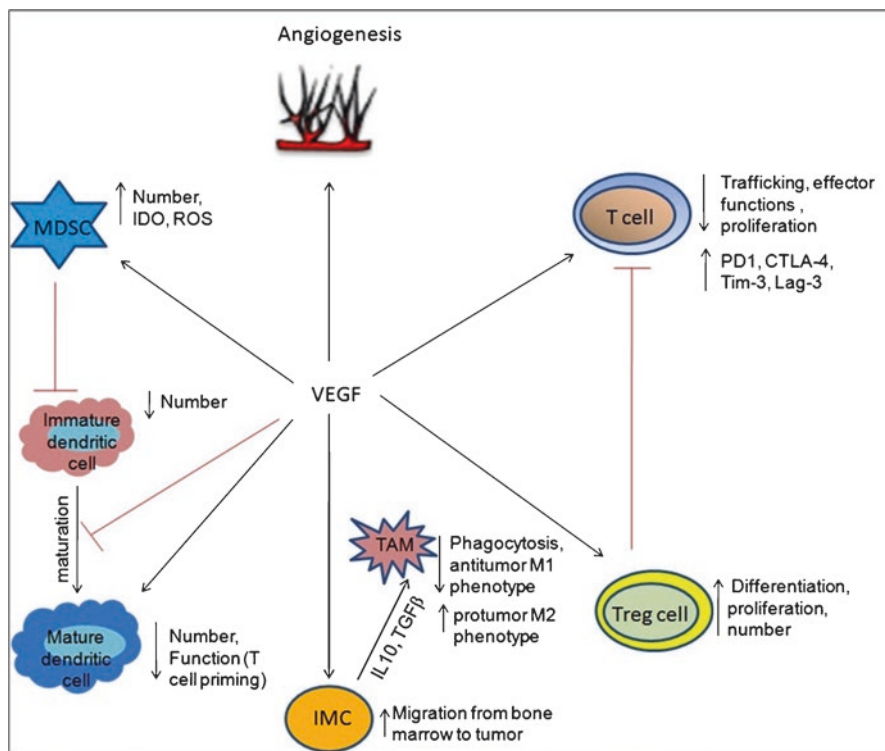 Angiogenesis
MDSC
Number,
IDO, ROS
T cell
Trafficking, effector
functions ,
proliferation
PD1, CTLA-4,
Tim-3, Lag-3
VEGF
Immature
dendritic
cell
Number
maturation
TAM
Phagocytosis,
antitumor M1
phenotype
protumor M2
phenotype
IL10, TGFβ
Treg cell
Differentiation,
proliferation,
number
Mature
dendritic
cell
Number,
Function (T
cell priming)
IMC
Migration from bone
marrow to tumor